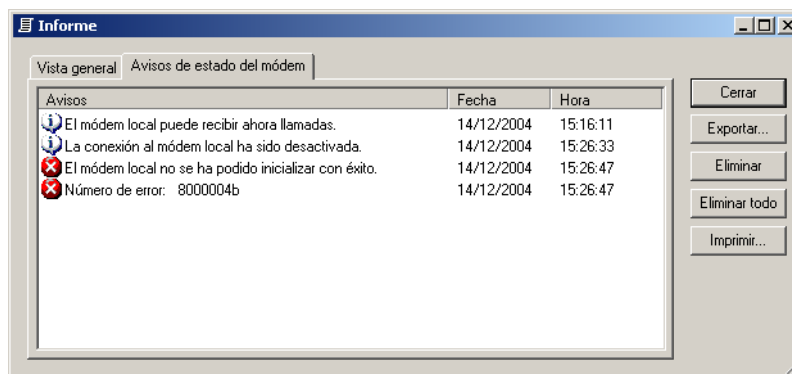 Informe
Vista general Avisos de estado del módem
Avisos Fecha Hora
El módem local puede recibir ahora llamadas. 14/12/2004 15:16:11
La conexión al módem local ha sido desactivada. 14/12/2004 15:26:33
El módem local no se ha podido inicializar con éxito. 14/12/2004 15:26:47
Número de error: 8000004b 14/12/2004 15:26:47
Cerrar
Exportar...
Eliminar
Eliminar todo
Imprimir...